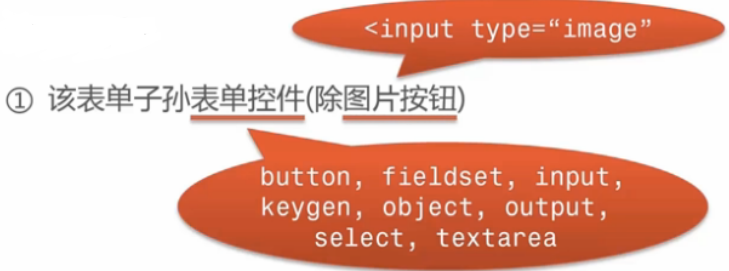 <input type=“image”
① 该表单子孙表单控件(除图片按钮)
button, fieldset, input,
keygen, object, output,
select, textarea